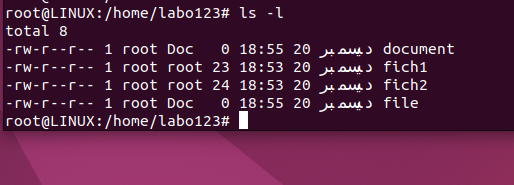 root@LINUX:/home/labo123# ls -l
total 8
-rw-r--r-- 1 root Doc   0 18:55 20 ديسمبر document
-rw-r--r-- 1 root root 23 18:53 20 ديسمبر fich1
-rw-r--r-- 1 root root 24 18:53 20 ديسمبر fich2
-rw-r--r-- 1 root Doc   0 18:55 20 ديسمبر file
root@LINUX:/home/labo123#